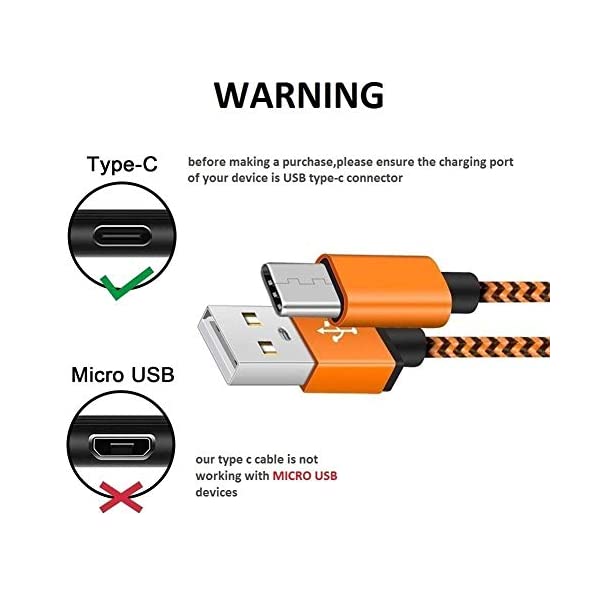 WARNING
Type-C
before making a purchase,please ensure the charging port
of your device is USB type-c connector
Micro USB
our type c cable is not
working with MICRO USB
devices